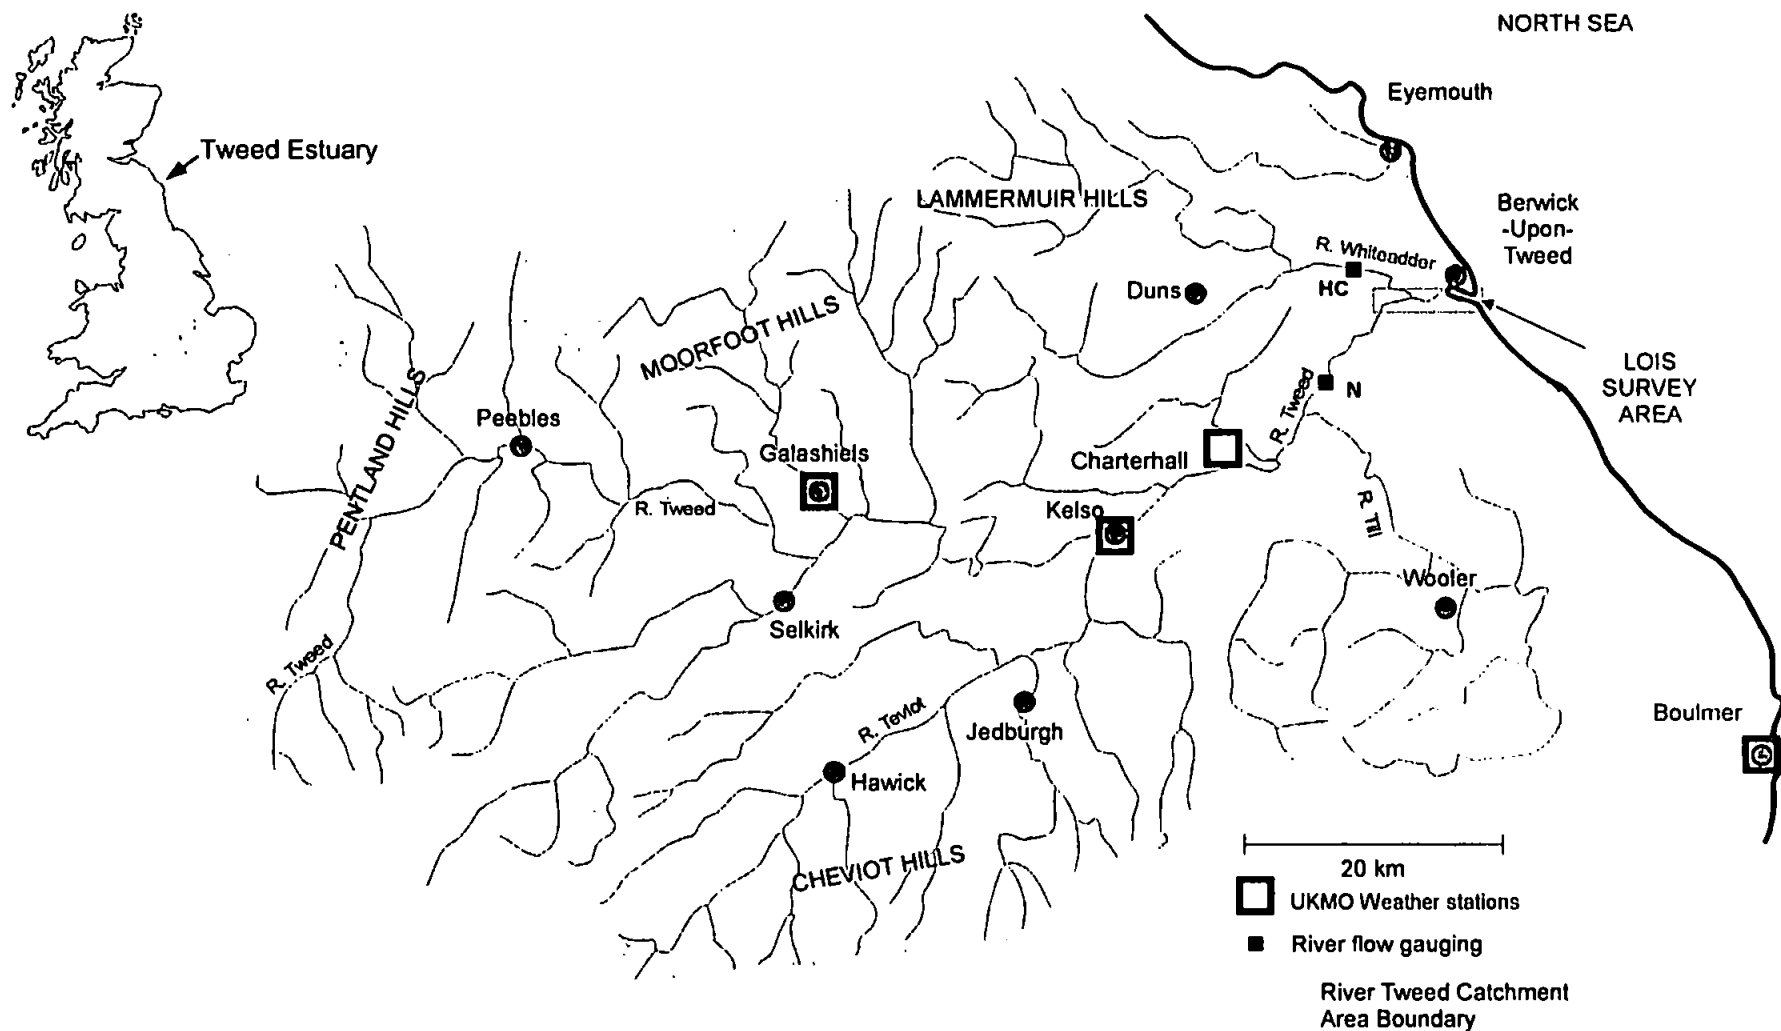 NORTH SEA
Eyemouth
Tweed Estuary
LAMMERMUIR HILLS
Berwick
-Upon-
Tweed
R. Whiteadder
HC
Duns
MOORFOOT HILLS
LOIS
SURVEY
AREA
R. Tweed
N
PENTLAND HILLS
Peebles
Galashiels
Charterhall
R. Tweed
Kelso
R. Till
Wooler
Selkirk
R. Tweed
R. Teviot
Jedburgh
Boulmer
Hawick
CHEVIOT HILLS
20 km
UKMO Weather stations
River flow gauging
River Tweed Catchment
Area Boundary